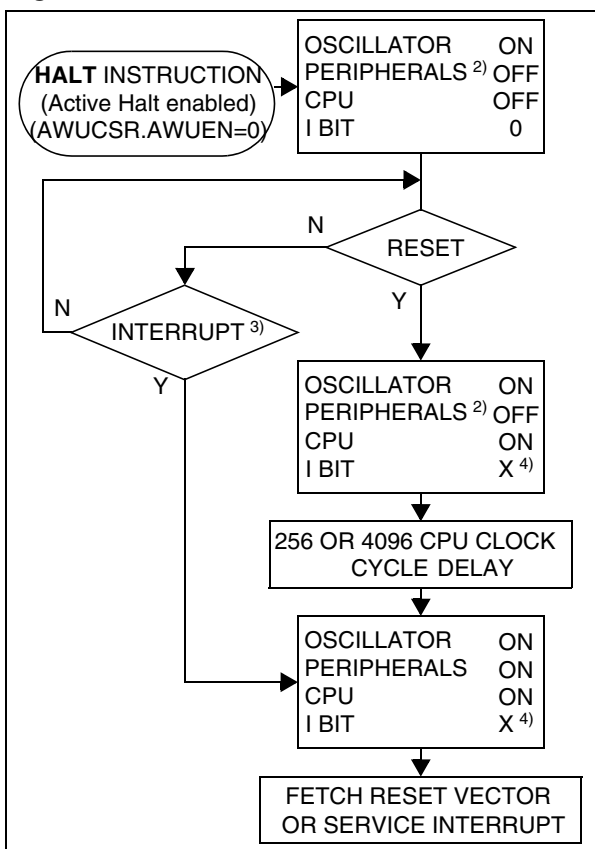 HALT INSTRUCTION
(Active Halt enabled)
(AWUCSR.AWUEN=0)
OSCILLATOR ON
PERIPHERALS 2) OFF
CPU OFF
I BIT 0
RESET
N
Y
INTERRUPT 3)
N
Y
OSCILLATOR ON
PERIPHERALS 2) OFF
CPU ON
I BIT X 4)
256 OR 4096 CPU CLOCK
CYCLE DELAY
OSCILLATOR ON
PERIPHERALS ON
CPU ON
I BIT X 4)
FETCH RESET VECTOR
OR SERVICE INTERRUPT